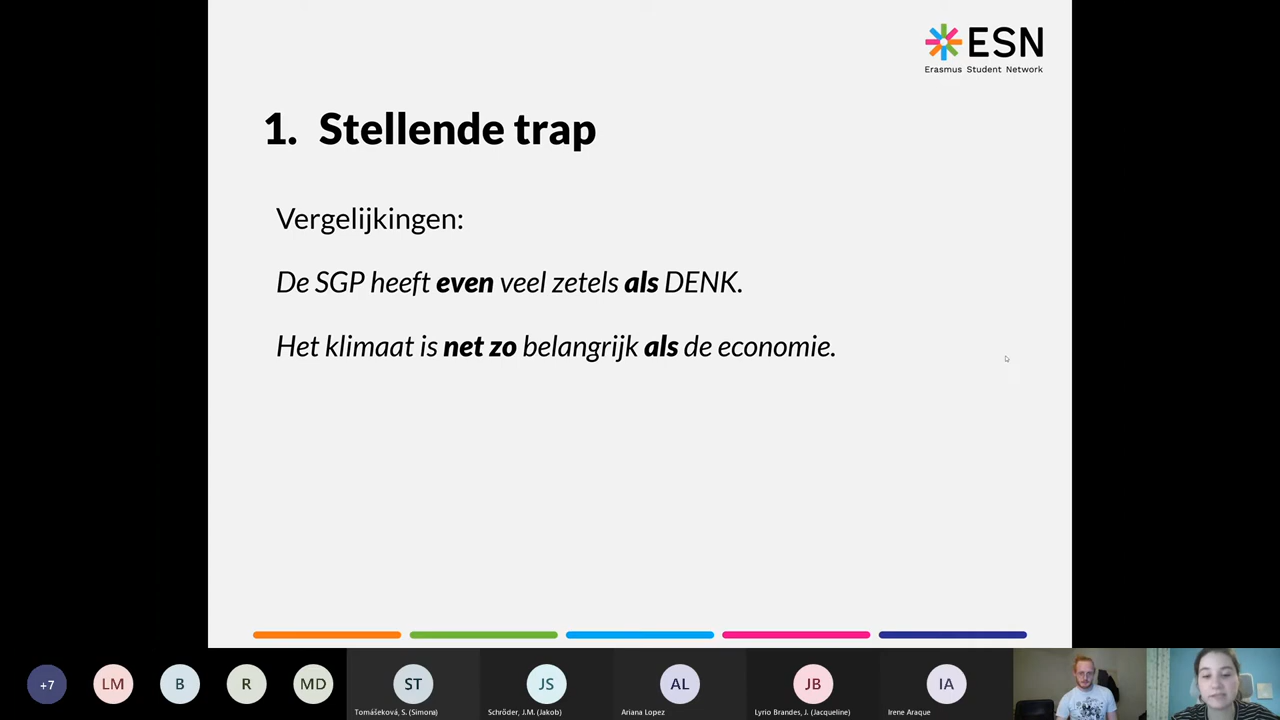 ESN
Erasmus Student Network
1. Stellende trap
Vergelijkingen:
De SGP heeft even veel zetels als DENK.
Het klimaat is net zo belangrijk als de economie.
+7
LM
B
R
MD
ST
JS
AL
JB
IA
Tomášeková, S. (Simona)
Schröder, J.M. (Jakob)
Ariana Lopez
Lyrio Brandes, J. (Jacqueline)
Irene Araque